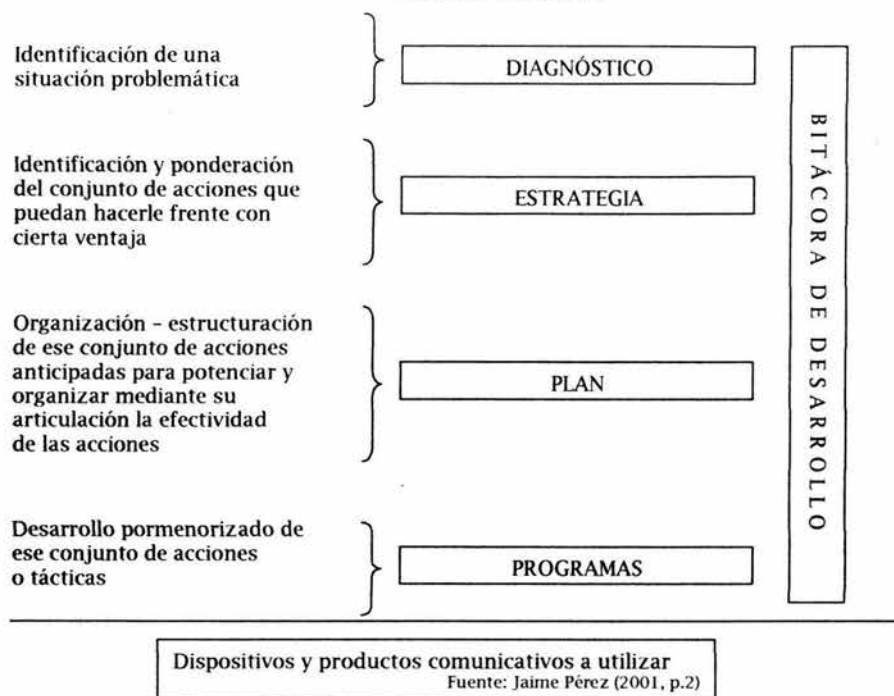 Identificación de una
situación problemática
DIAGNÓSTICO
Identificación y ponderación
del conjunto de acciones que
puedan hacerle frente con
cierta ventaja
ESTRATEGIA
Organización – estructuración
de ese conjunto de acciones
anticipadas para potenciar y
organizar mediante su
articulación la efectividad
de las acciones
PLAN
Desarrollo pormenorizado de
ese conjunto de acciones
o tácticas
PROGRAMAS
BITÁCORA DE DESARROLLO
Dispositivos y productos comunicativos a utilizar
Fuente: Jaime Pérez (2001, p.2)